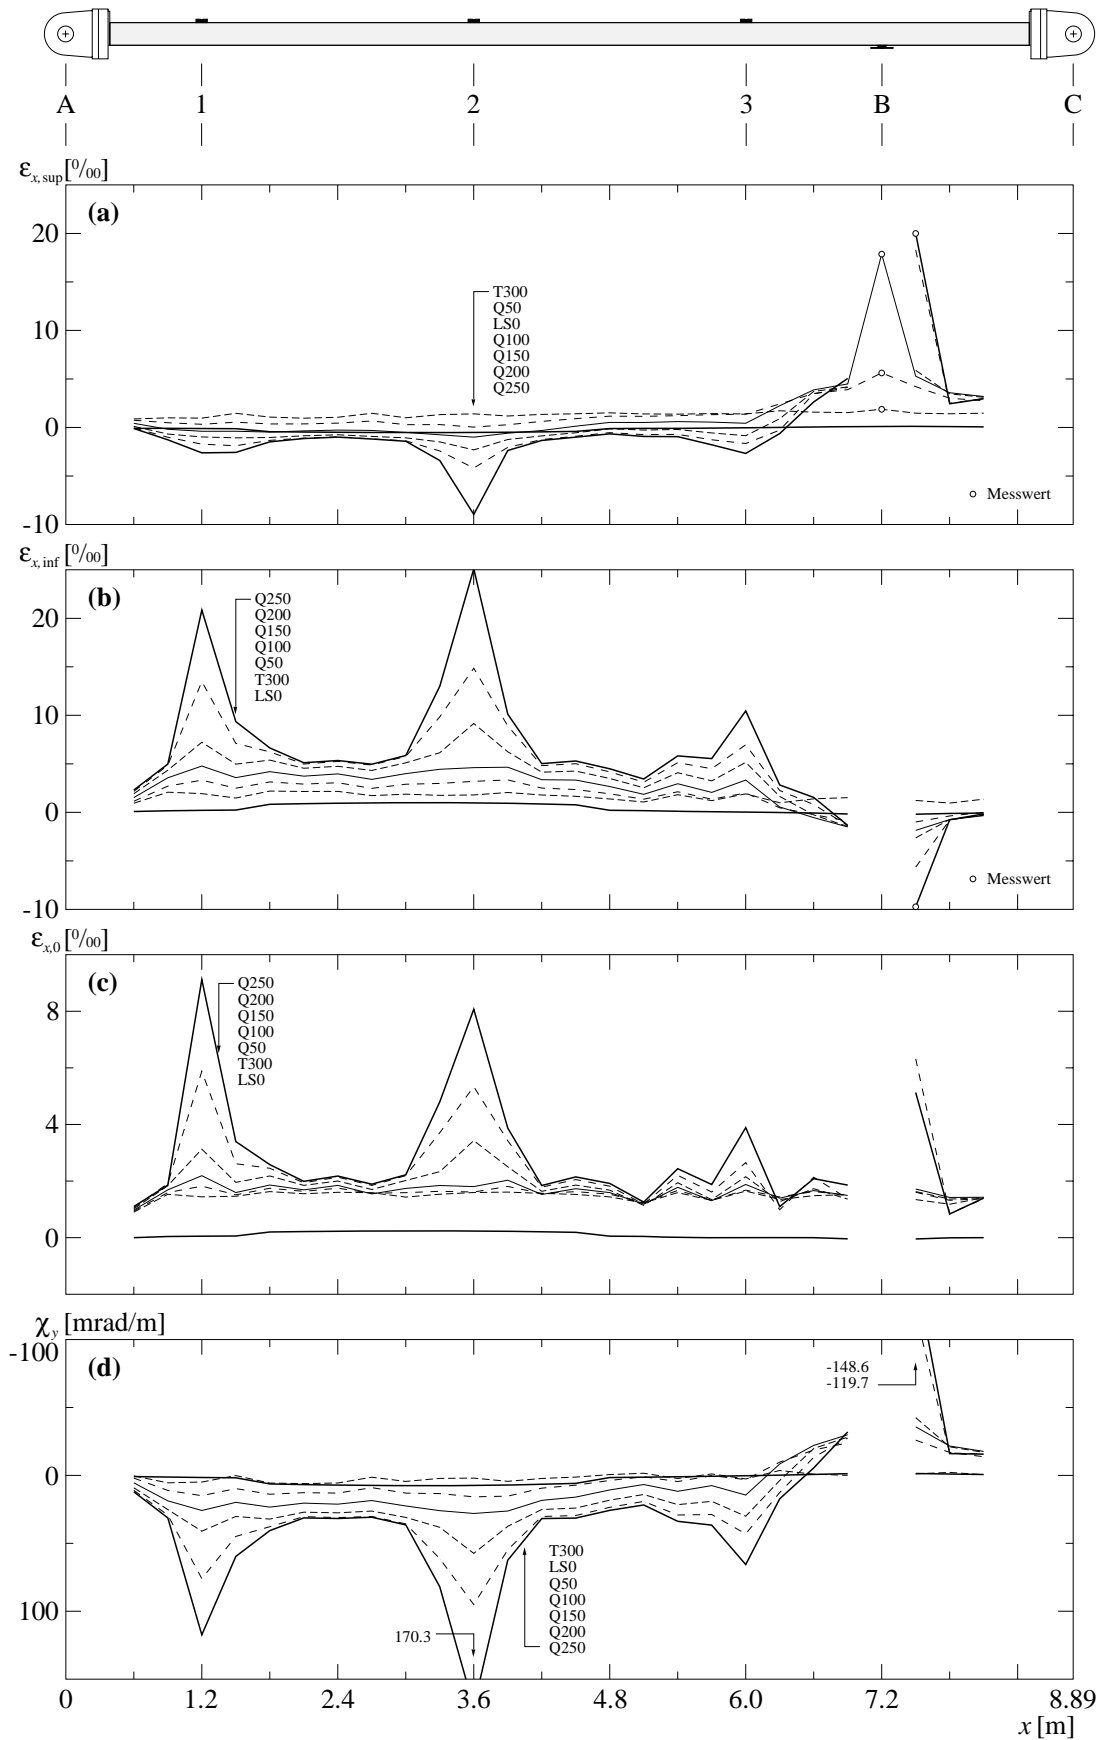 A 1 2 3 B C
εx,sup [0/00]
(a)
20
10
0
-10
T300
Q50
LS0
Q100
Q150
Q200
Q250
Messwert
εx,inf [0/00]
(b)
20
10
0
-10
Q250
Q200
Q150
Q100
Q50
T300
LS0
Messwert
εx,0 [0/00]
(c)
8
4
0
Q250
Q200
Q150
Q100
Q50
T300
LS0
χy [mrad/m]
(d)
-100
0
100
-148.6
-119.7
170.3
T300
LS0
Q50
Q100
Q150
Q200
Q250
0 1.2 2.4 3.6 4.8 6.0 7.2 8.89
x [m]